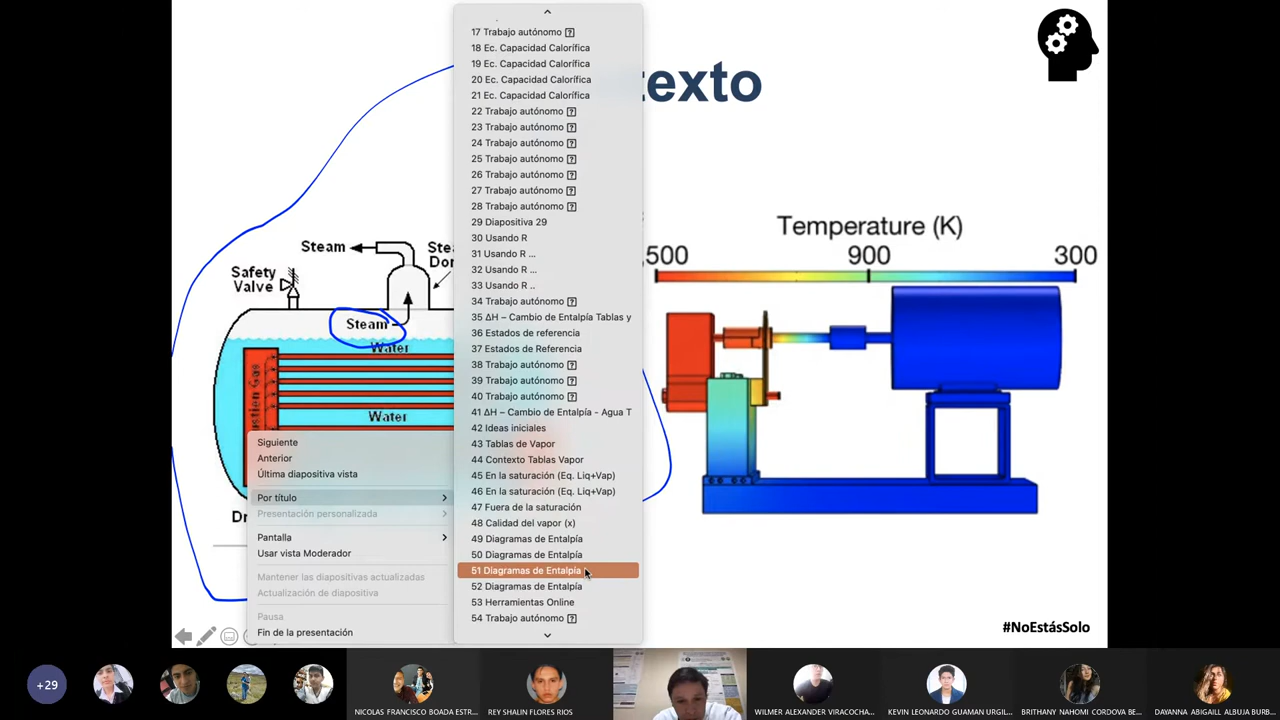 texto
17 Trabajo autónomo
18 Ec. Capacidad Calorífica
19 Ec. Capacidad Calorífica
20 Ec. Capacidad Calorífica
21 Ec. Capacidad Calorífica
22 Trabajo autónomo
23 Trabajo autónomo
24 Trabajo autónomo
25 Trabajo autónomo
26 Trabajo autónomo
27 Trabajo autónomo
28 Trabajo autónomo
29 Diapositiva 29
30 Usando R
31 Usando R ...
32 Usando R ...
33 Usando R ..
34 Trabajo autónomo
35 ΔH – Cambio de Entalpía Tablas y
36 Estados de referencia
37 Estados de Referencia
38 Trabajo autónomo
39 Trabajo autónomo
40 Trabajo autónomo
41 ΔH – Cambio de Entalpía - Agua T
42 Ideas iniciales
43 Tablas de Vapor
44 Contexto Tablas Vapor
45 En la saturación (Eq. Liq+Vap)
46 En la saturación (Eq. Liq+Vap)
47 Fuera de la saturación
48 Calidad del vapor (x)
49 Diagramas de Entalpía
50 Diagramas de Entalpía
51 Diagramas de Entalpía
52 Diagramas de Entalpía
53 Herramientas Online
54 Trabajo autónomo
Steam
Safety
Valve
Steam
Water
Water
Siguiente
Anterior
Última diapositiva vista
Por título
Presentación personalizada
Pantalla
Usar vista Moderador
Mantener las diapositivas actualizadas
Actualización de diapositiva
Pausa
Fin de la presentación
Temperature (K)
500 900 300
#NoEstásSolo
+29
NICOLAS FRANCISCO BOADA ESTR...
REY SHALIN FLORES RIOS
WILMER ALEXANDER VIRACOCHA...
KEVIN LEONARDO GUAMAN URGIL...
BRITHANY NAHOMI CORDOVA BE...
DAYANNA ABIGAILL ALBUJA BURB...